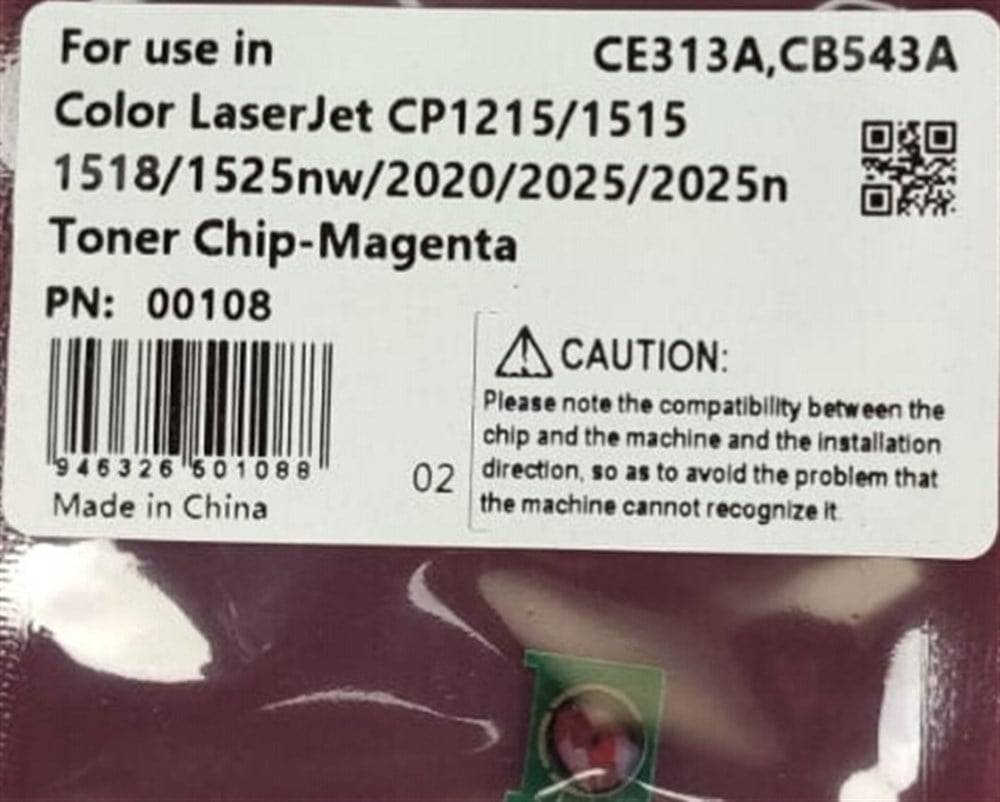 For use in CE313A,CB543A
Color LaserJet CP1215/1515
1518/1525nw/2020/2025/2025n
Toner Chip-Magenta
PN: 00108
946326 601088
Made in China
02
CAUTION:
Please note the compatibility between the
chip and the machine and the installation
direction, so as to avoid the problem that
the machine cannot recognize it.